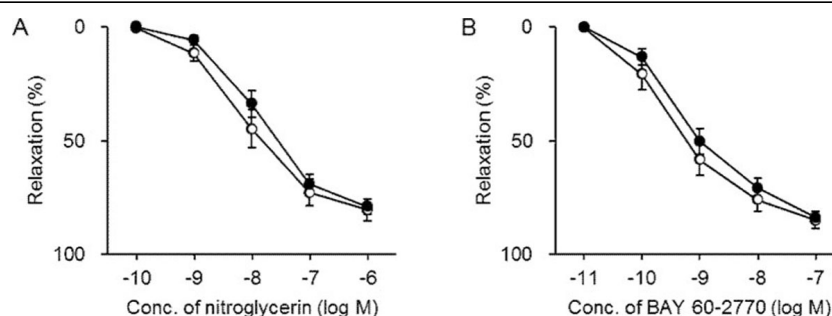 A
0
50
100
Relaxation (%)
-10 -9 -8 -7 -6
Conc. of nitroglycerin (log M)
B
0
50
100
Relaxation (%)
-11 -10 -9 -8 -7
Conc. of BAY 60-2770 (log M)